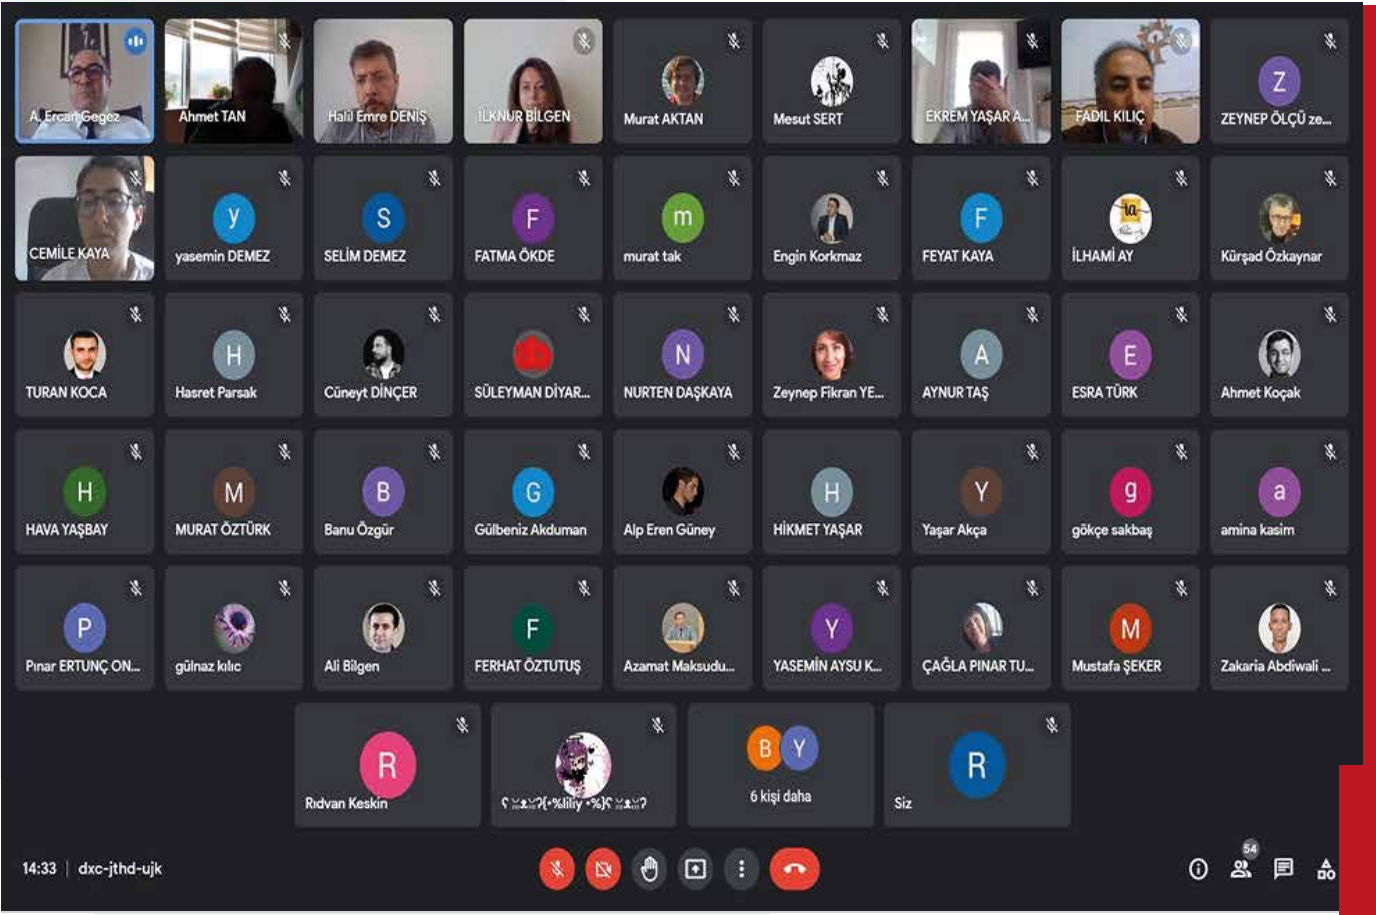 A. Ercan Gegez
Ahmet TAN
Halil Emre DENİŞ
İLKNUR BİLGEN
Murat AKTAN
Mesut SERT
EKREM YAŞAR A...
FADIL KILIÇ
Z
ZEYNEP ÖLÇÜ ze...
CEMİLE KAYA
y
yasemin DEMEZ
S
SELİM DEMEZ
F
FATMA ÖKDE
m
murat tak
Engin Korkmaz
F
FEYAT KAYA
ia
İLHAMİ AY
Kürşad Özkaynar
TURAN KOCA
H
Hasret Parsak
Cüneyt DİNÇER
SÜLEYMAN DİYAR...
N
NURTEN DAŞKAYA
Zeynep Fikran YE...
A
AYNUR TAŞ
E
ESRA TÜRK
Ahmet Koçak
H
HAVA YAŞBAY
M
MURAT ÖZTÜRK
B
Banu Özgür
G
Gülbeniz Akduman
Alp Eren Güney
H
HİKMET YAŞAR
Y
Yaşar Akça
g
gökçe sakbaş
a
amina kasim
P
Pınar ERTUNÇ ON...
gülnaz kılıc
Ali Bilgen
F
FERHAT ÖZTUTUŞ
Azamat Maksudu...
Y
YASEMİN AYSU K...
ÇAĞLA PINAR TU...
M
Mustafa ŞEKER
Zakaria Abdiwali ...
R
Rıdvan Keskin
B Y
6 kişi daha
R
Siz
14:33 | dxc-jthd-ujk
54